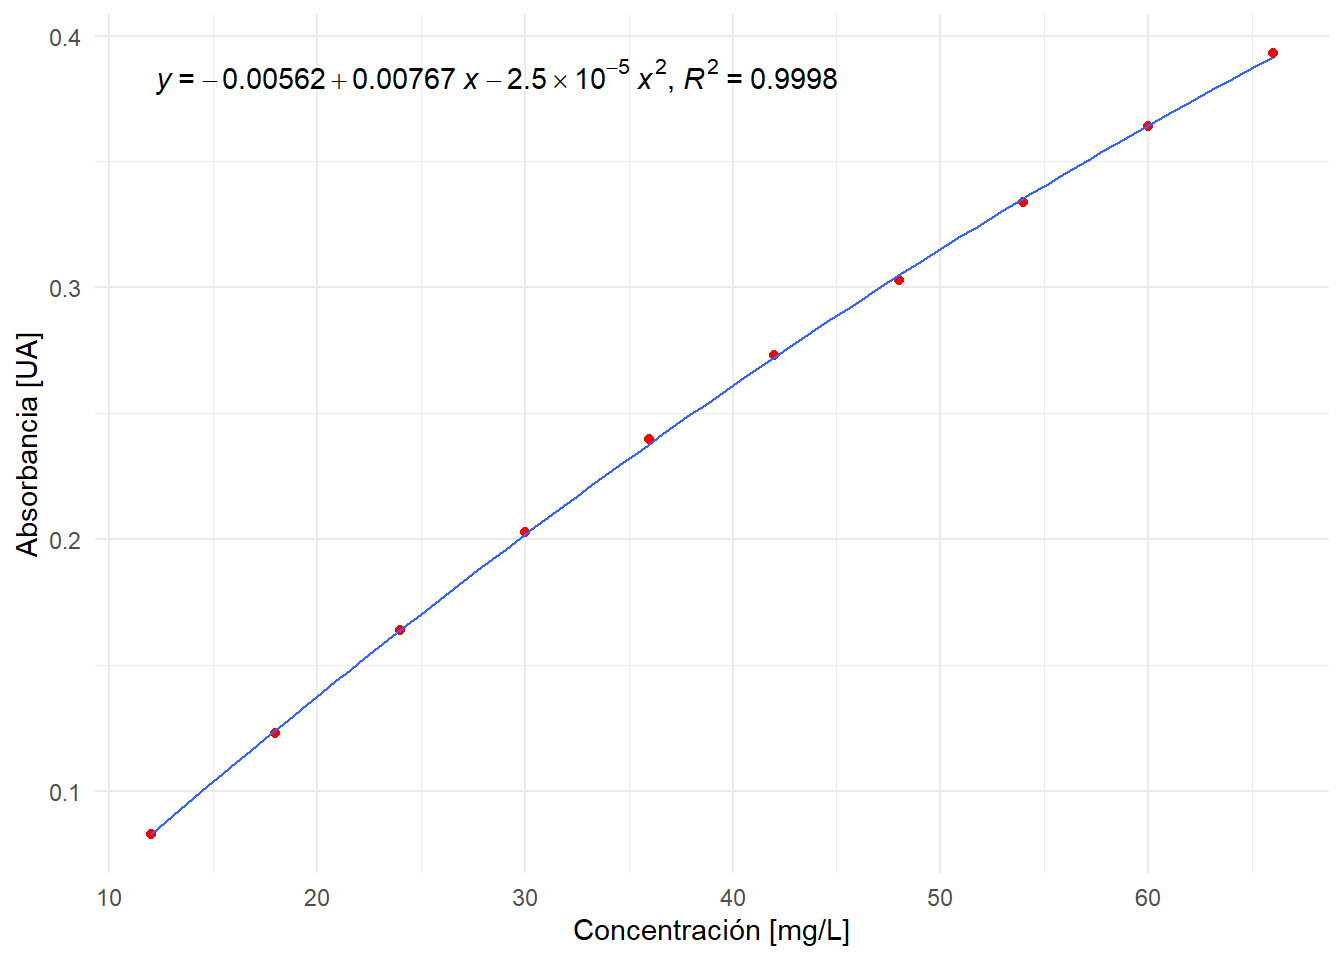 y = −0.00562 + 0.00767 x − 2.5 × 10⁻⁵ x², R² = 0.9998
0.4
0.3
0.2
0.1
Absorbancia [UA]
10 20 30 40 50 60
Concentración [mg/L]